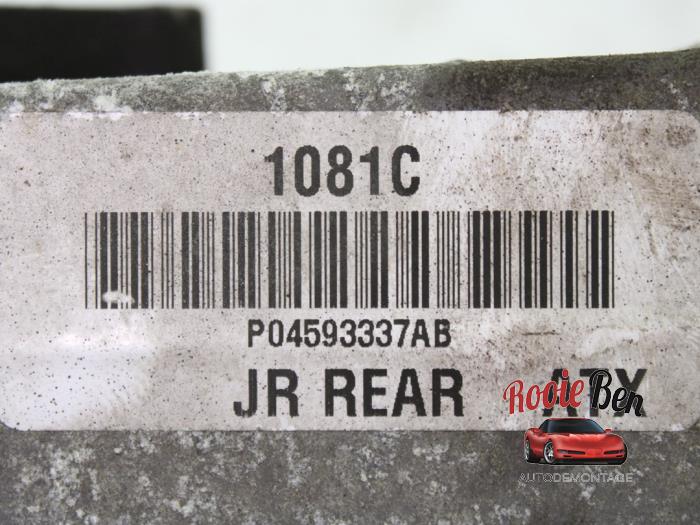 1081C
P04593337AB
JR REAR ATX
Rooie Ben
AUTODEMONTAGE